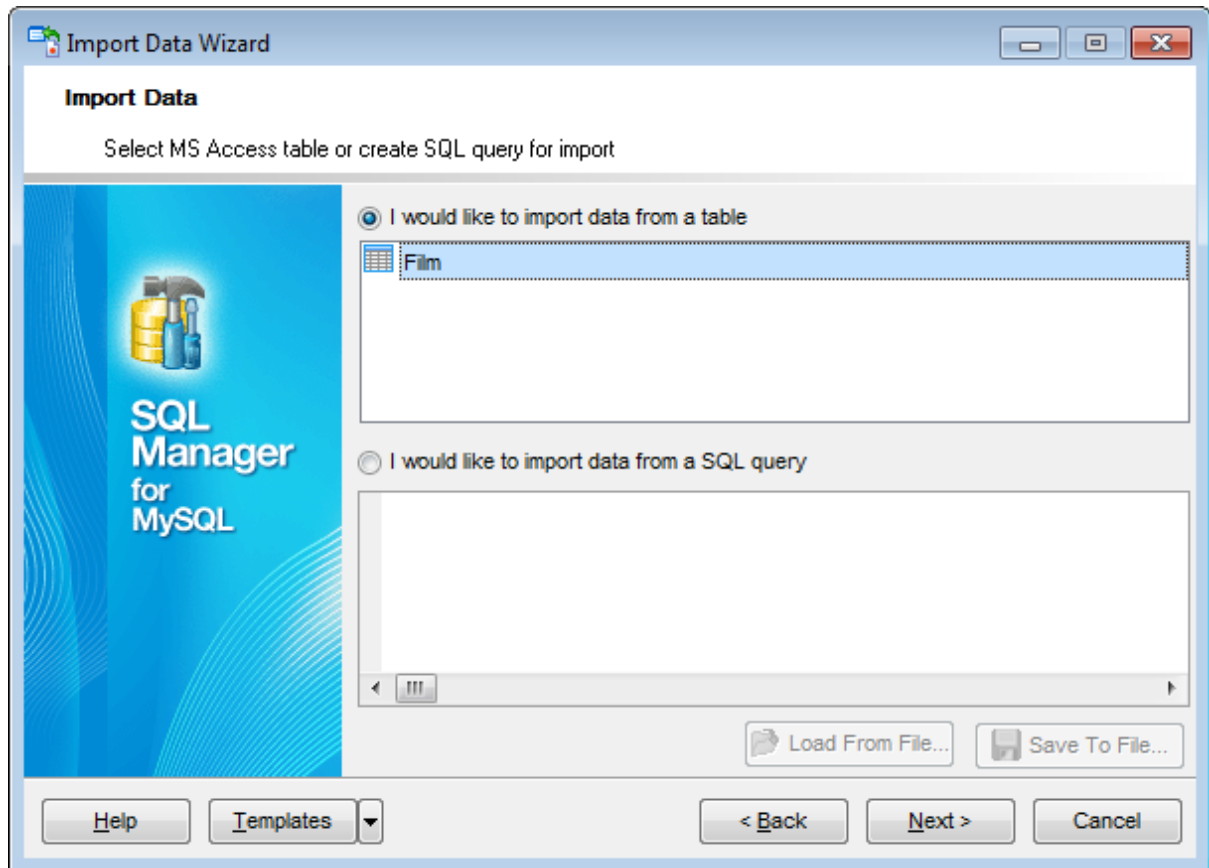 Import Data Wizard
Import Data
Select MS Access table or create SQL query for import
I would like to import data from a table
Film
SQL
Manager
for
MySQL
I would like to import data from a SQL query
Load From File...
Save To File...
Help
Templates
< Back
Next >
Cancel